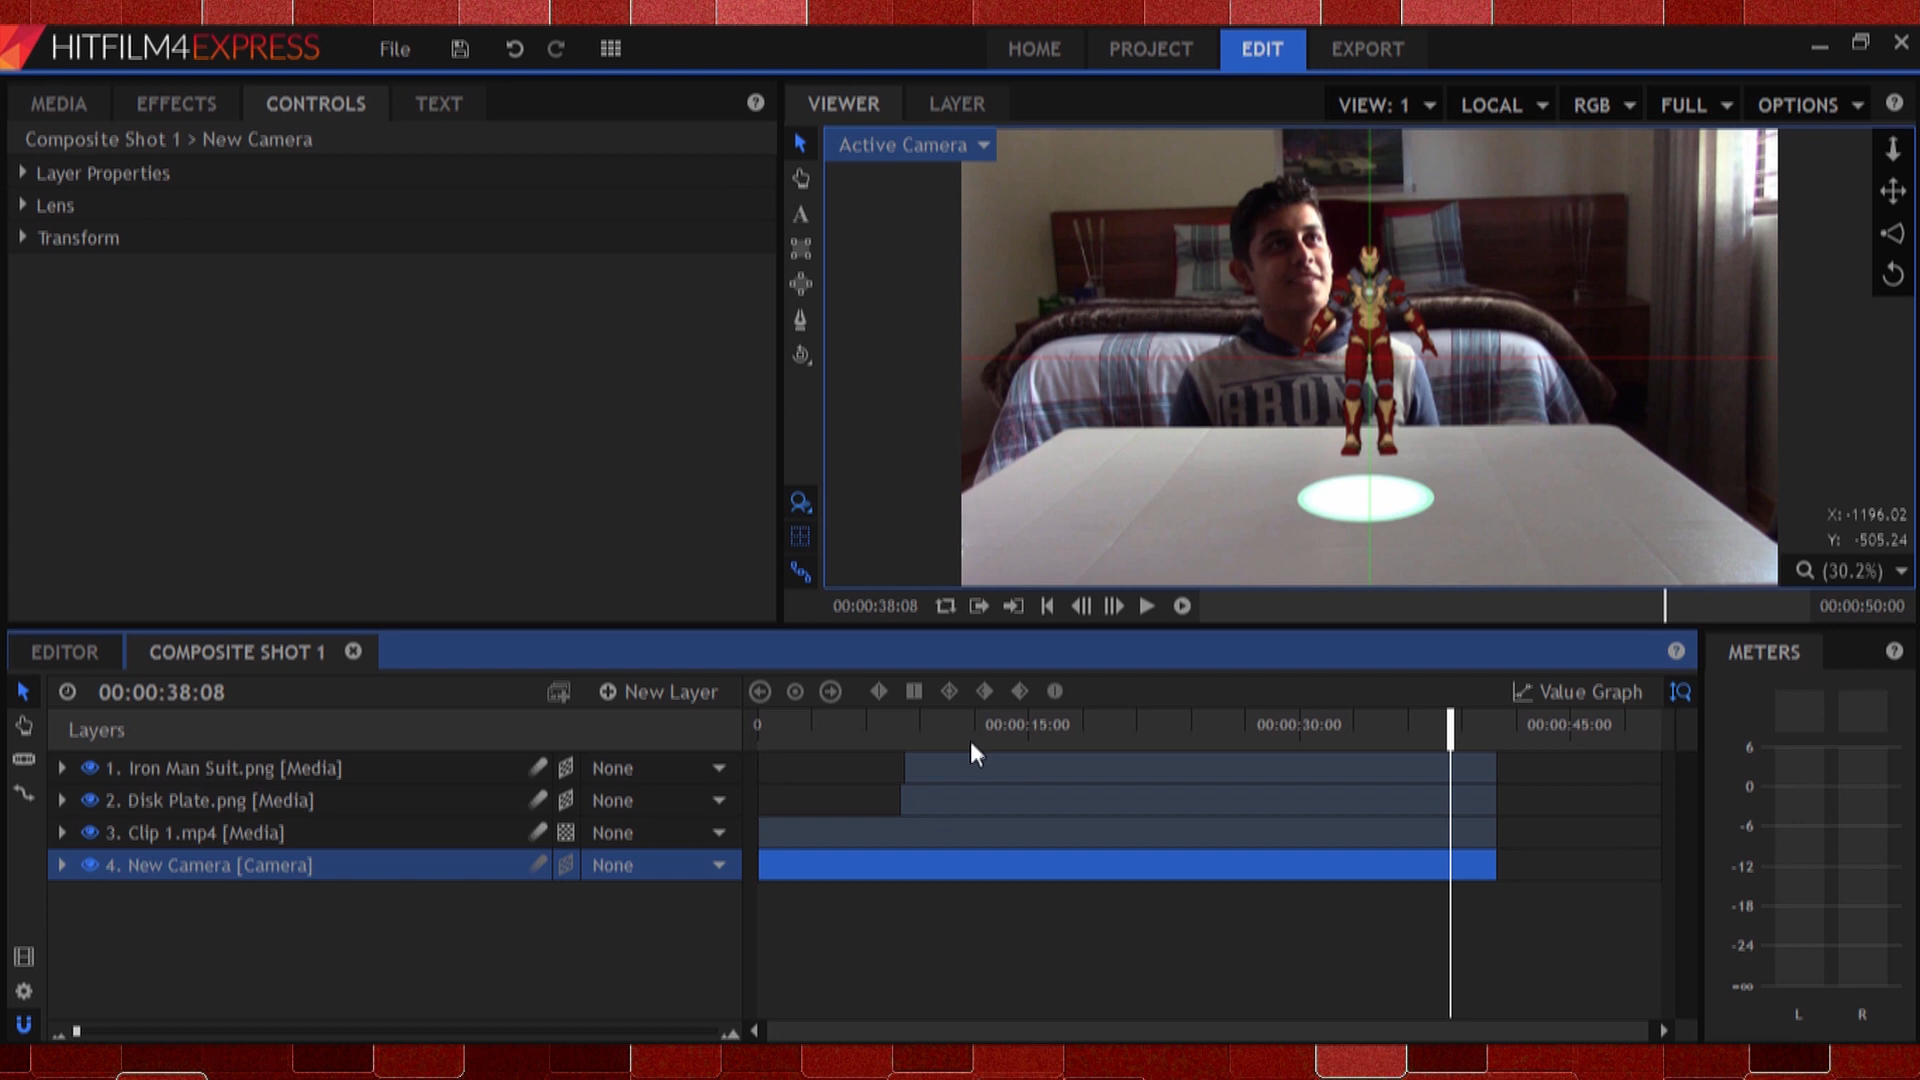 HITFILM4EXPRESS File HOME PROJECT EDIT EXPORT
MEDIA EFFECTS CONTROLS TEXT
VIEWER LAYER VIEW: 1 LOCAL RGB FULL OPTIONS
Composite Shot 1 > New Camera
Active Camera
Layer Properties
Lens
Transform
X: -1196.02
Y: -505.24
(30.2%)
00:00:38:08 00:00:50:00
EDITOR COMPOSITE SHOT 1 METERS
00:00:38:08 New Layer Value Graph
Layers 0 00:00:15:00 00:00:30:00 00:00:45:00
1. Iron Man Suit.png [Media] None
2. Disk Plate.png [Media] None
3. Clip 1.mp4 [Media] None
4. New Camera [Camera] None
6
0
-6
-12
-18
-24
-∞
L R